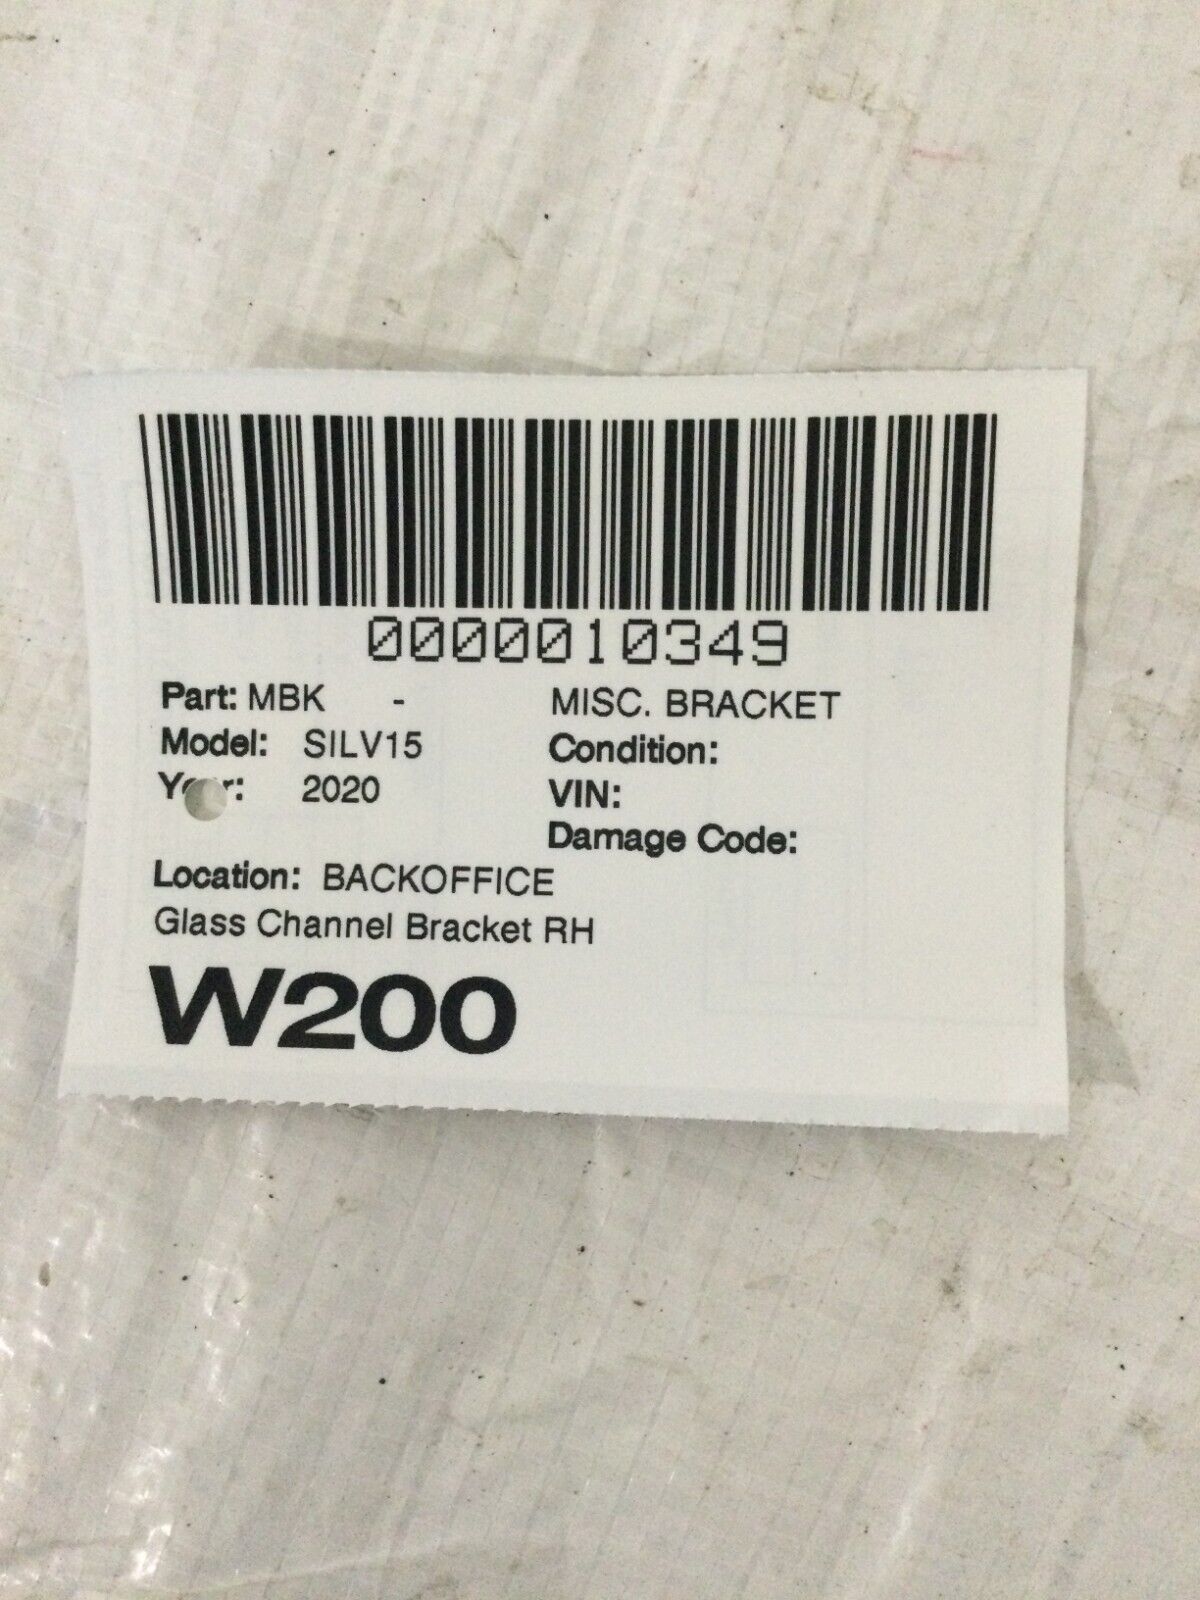 0000010349
Part: MBK - MISC. BRACKET
Model: SILV15 Condition:
Year: 2020 VIN:
Damage Code:
Location: BACKOFFICE
Glass Channel Bracket RH
W200